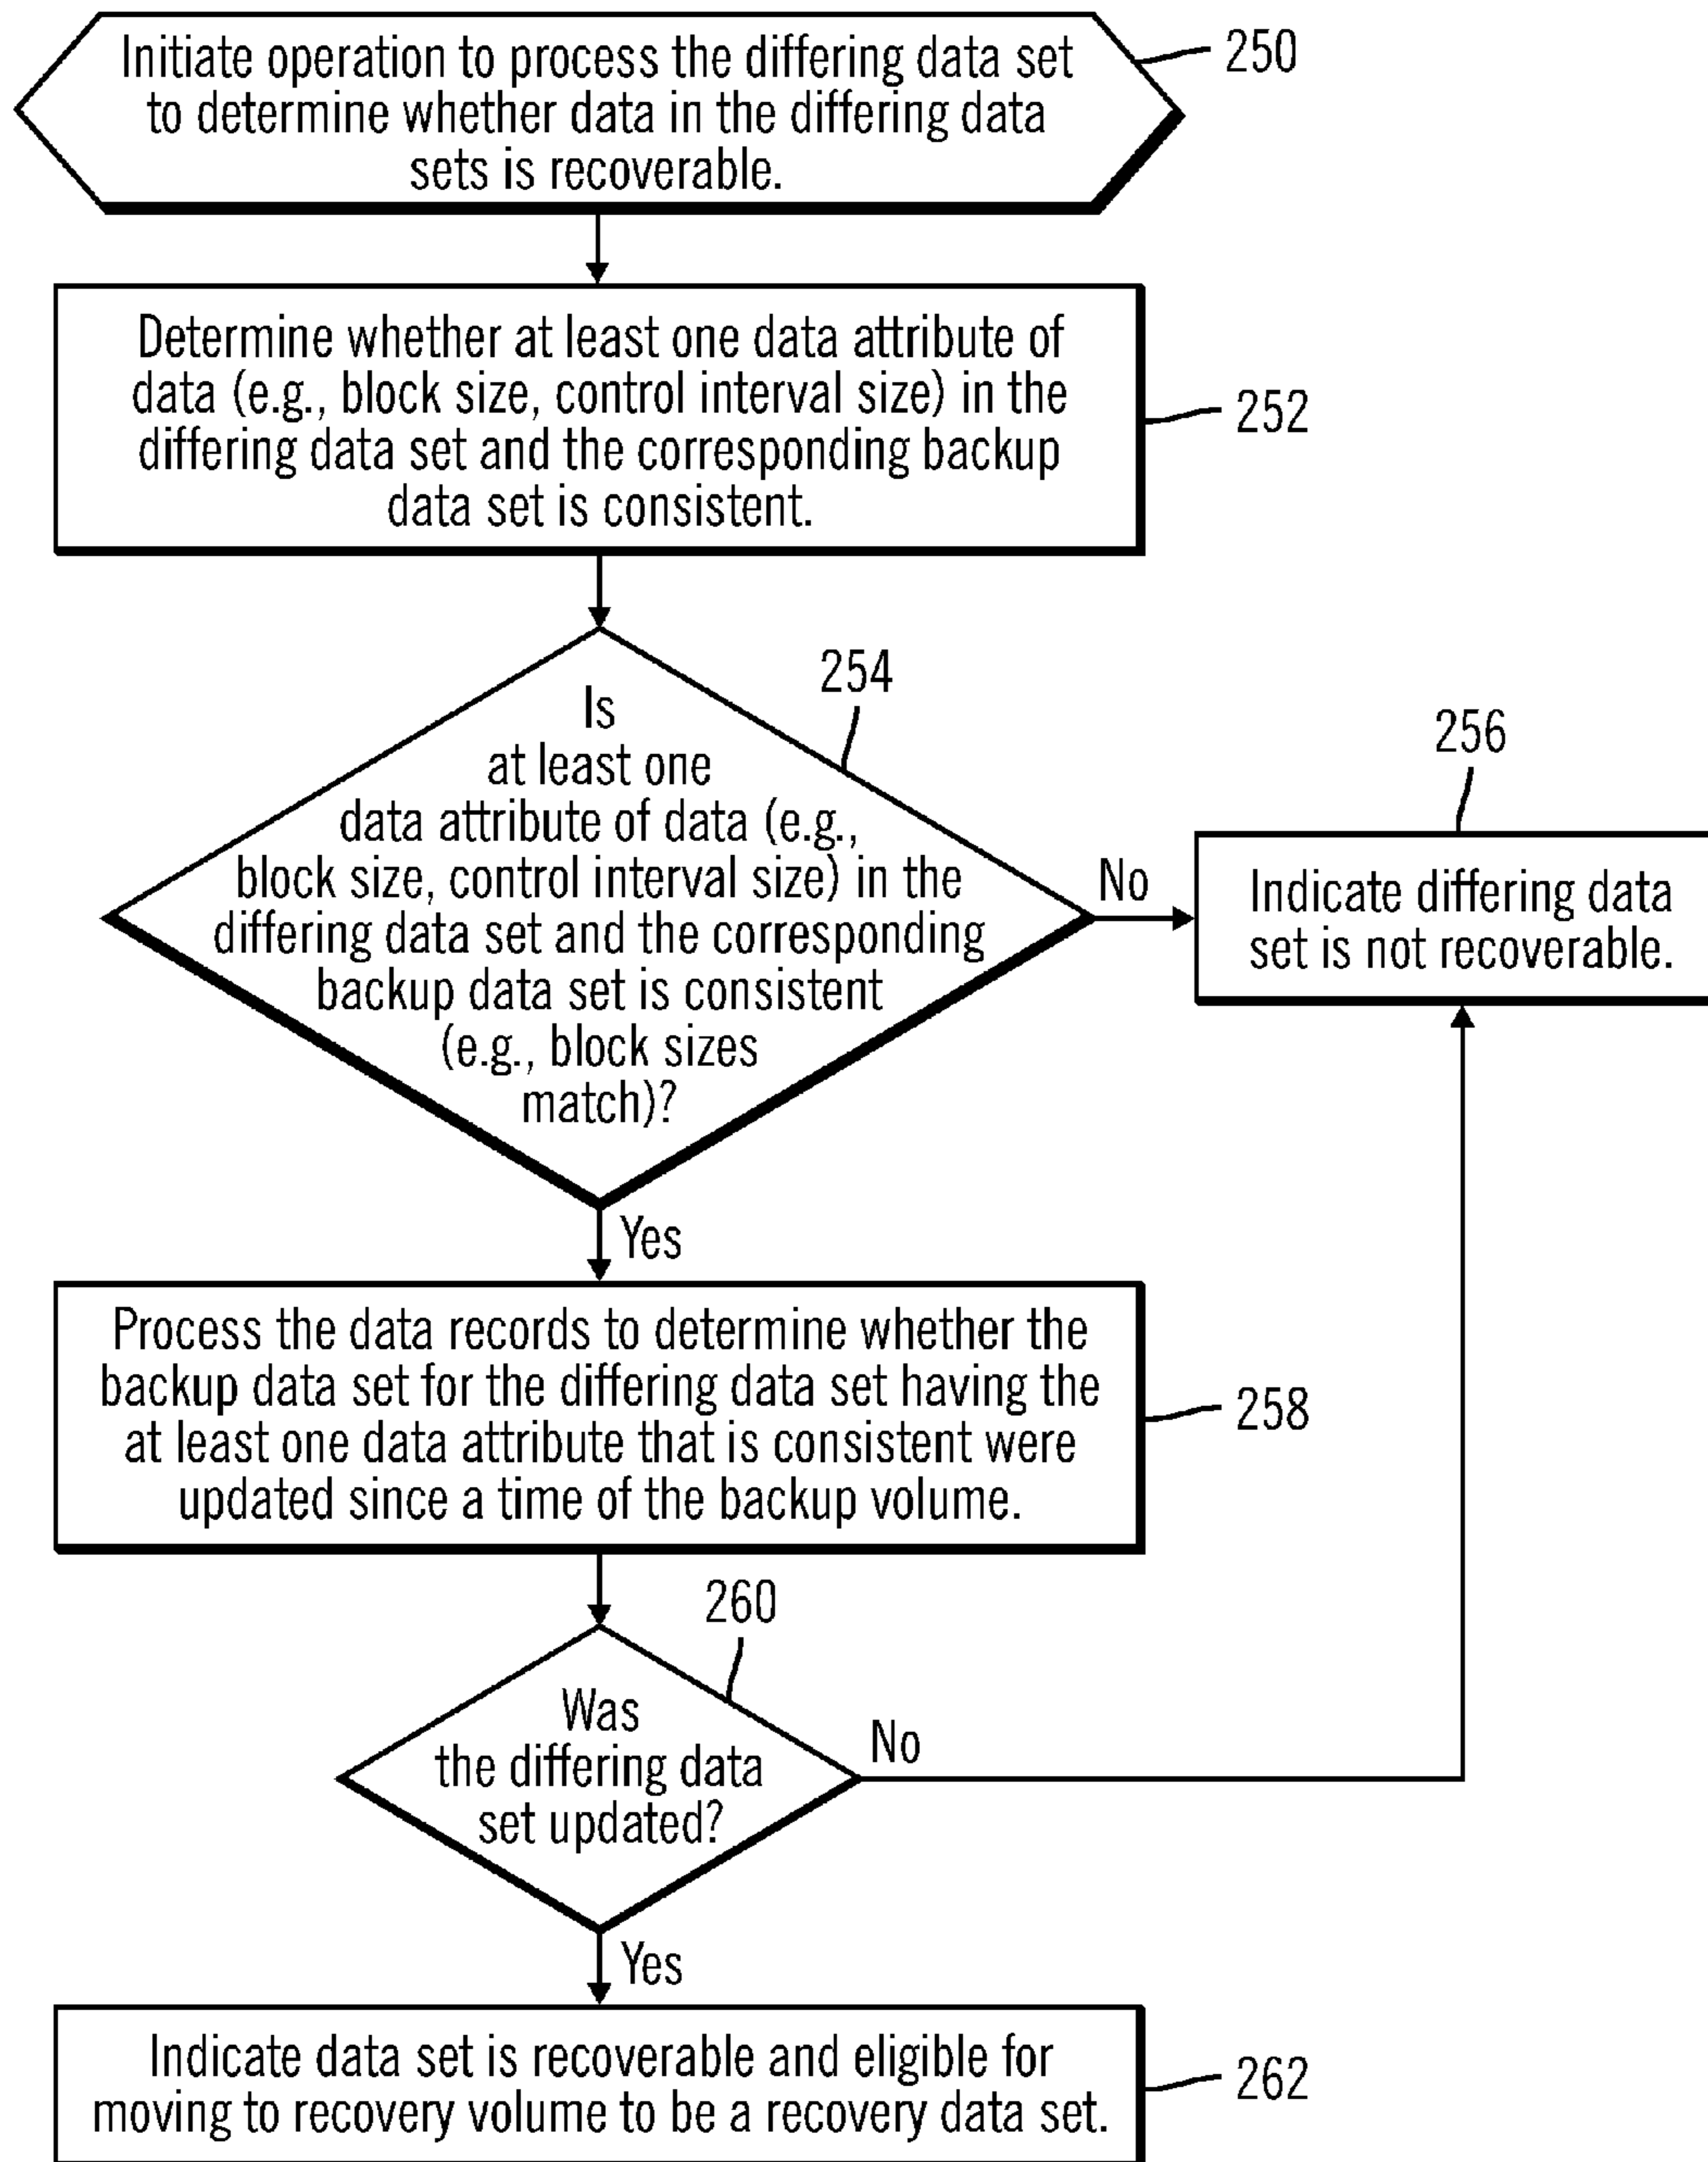 Initiate operation to process the differing data set
to determine whether data in the differing data
sets is recoverable.
250
Determine whether at least one data attribute of
data (e.g., block size, control interval size) in the
differing data set and the corresponding backup
data set is consistent.
252
254
Is
at least one
data attribute of data (e.g.,
block size, control interval size) in the
differing data set and the corresponding
backup data set is consistent
(e.g., block sizes
match)?
No
256
Indicate differing data
set is not recoverable.
Yes
Process the data records to determine whether the
backup data set for the differing data set having the
at least one data attribute that is consistent were
updated since a time of the backup volume.
258
260
Was
the differing data
set updated?
No
Yes
Indicate data set is recoverable and eligible for
moving to recovery volume to be a recovery data set.
262